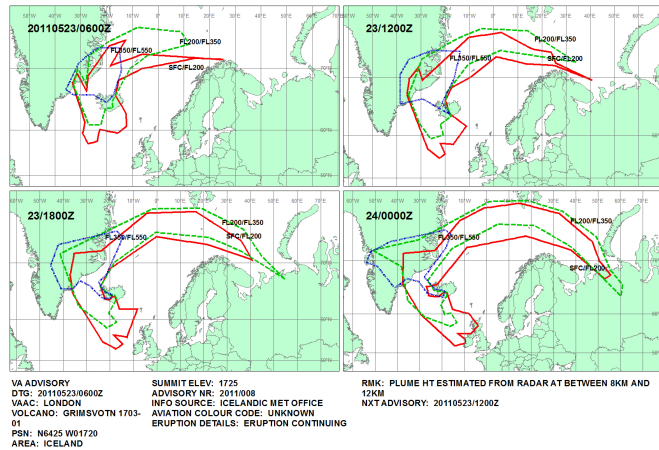 20110523/0600Z
FL200/FL350
FL350/FL550
SFC/FL200
23/1200Z
FL200/FL350
SFC/FL200
FL350/FL550
23/1800Z
FL200/FL350
SFC/FL200
FL350/FL550
24/0000Z
FL200/FL350
FL350/FL550
SFC/FL200
VA ADVISORY
DTG: 20110523/0600Z
VAAC: LONDON
VOLCANO: GRIMSVOTN 1703-
01
PSN: N6425 W01720
AREA: ICELAND
SUMMIT ELEV: 1725
ADVISORY NR: 2011/008
INFO SOURCE: ICELANDIC MET OFFICE
AVIATION COLOUR CODE: UNKNOWN
ERUPTION DETAILS: ERUPTION CONTINUING
RMK: PLUME HT ESTIMATED FROM RADAR AT BETWEEN 8KM AND
12KM
NXT ADVISORY: 20110523/1200Z